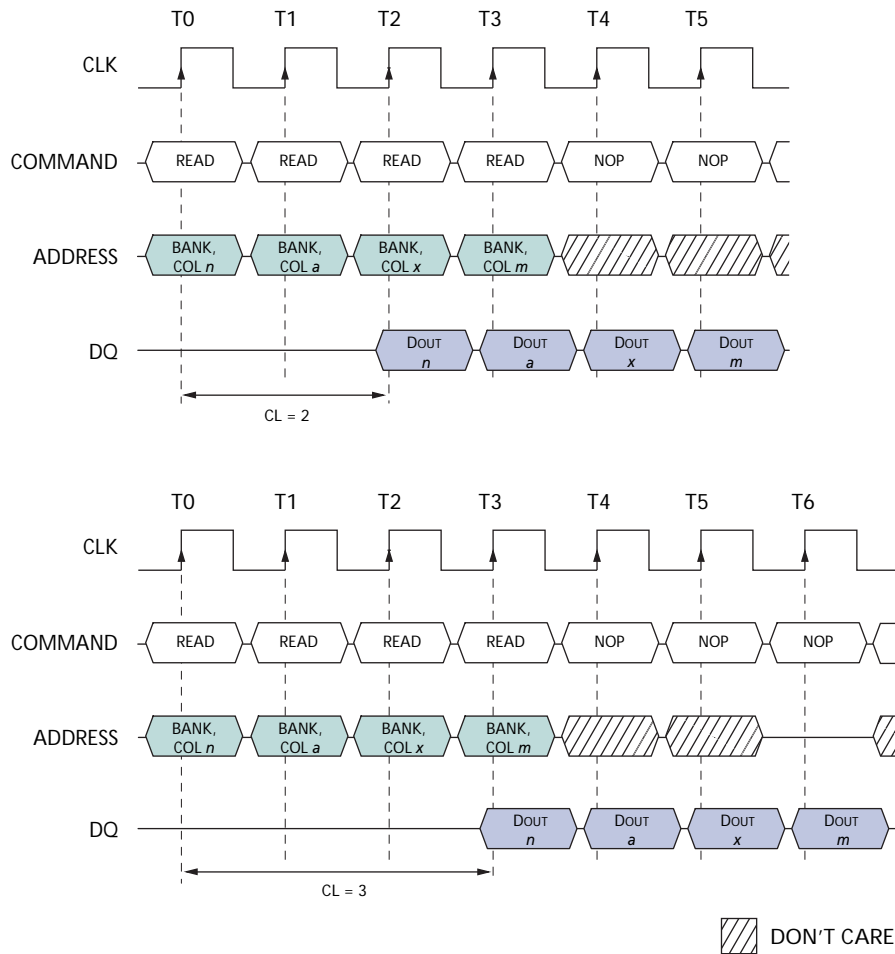 T0 T1 T2 T3 T4 T5
CLK
COMMAND READ READ READ READ NOP NOP
ADDRESS BANK, COL n BANK, COL a BANK, COL x BANK, COL m
DQ DOUT n DOUT a DOUT x DOUT m
CL = 2
T0 T1 T2 T3 T4 T5 T6
CLK
COMMAND READ READ READ READ NOP NOP NOP
ADDRESS BANK, COL n BANK, COL a BANK, COL x BANK, COL m
DQ DOUT n DOUT a DOUT x DOUT m
CL = 3
DON'T CARE